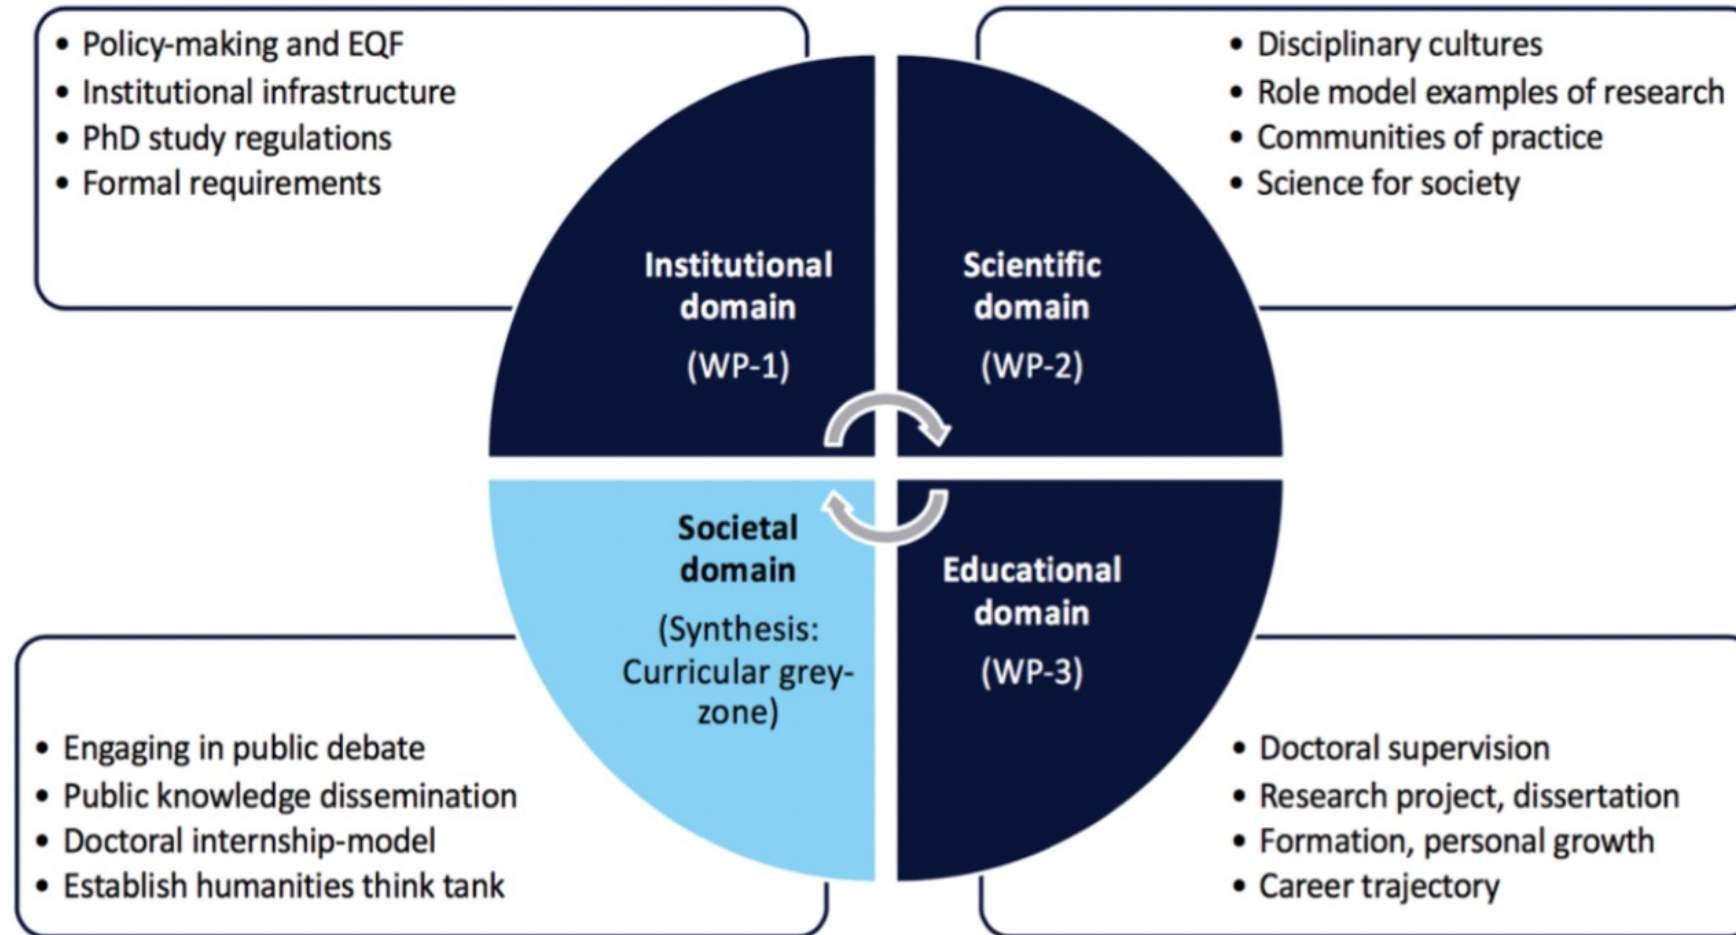 • Policy-making and EQF
• Institutional infrastructure
• PhD study regulations
• Formal requirements
• Disciplinary cultures
• Role model examples of research
• Communities of practice
• Science for society
Institutional
domain
(WP-1)
Scientific
domain
(WP-2)
Societal
domain
(Synthesis:
Curricular grey-
zone)
Educational
domain
(WP-3)
• Engaging in public debate
• Public knowledge dissemination
• Doctoral internship-model
• Establish humanities think tank
• Doctoral supervision
• Research project, dissertation
• Formation, personal growth
• Career trajectory